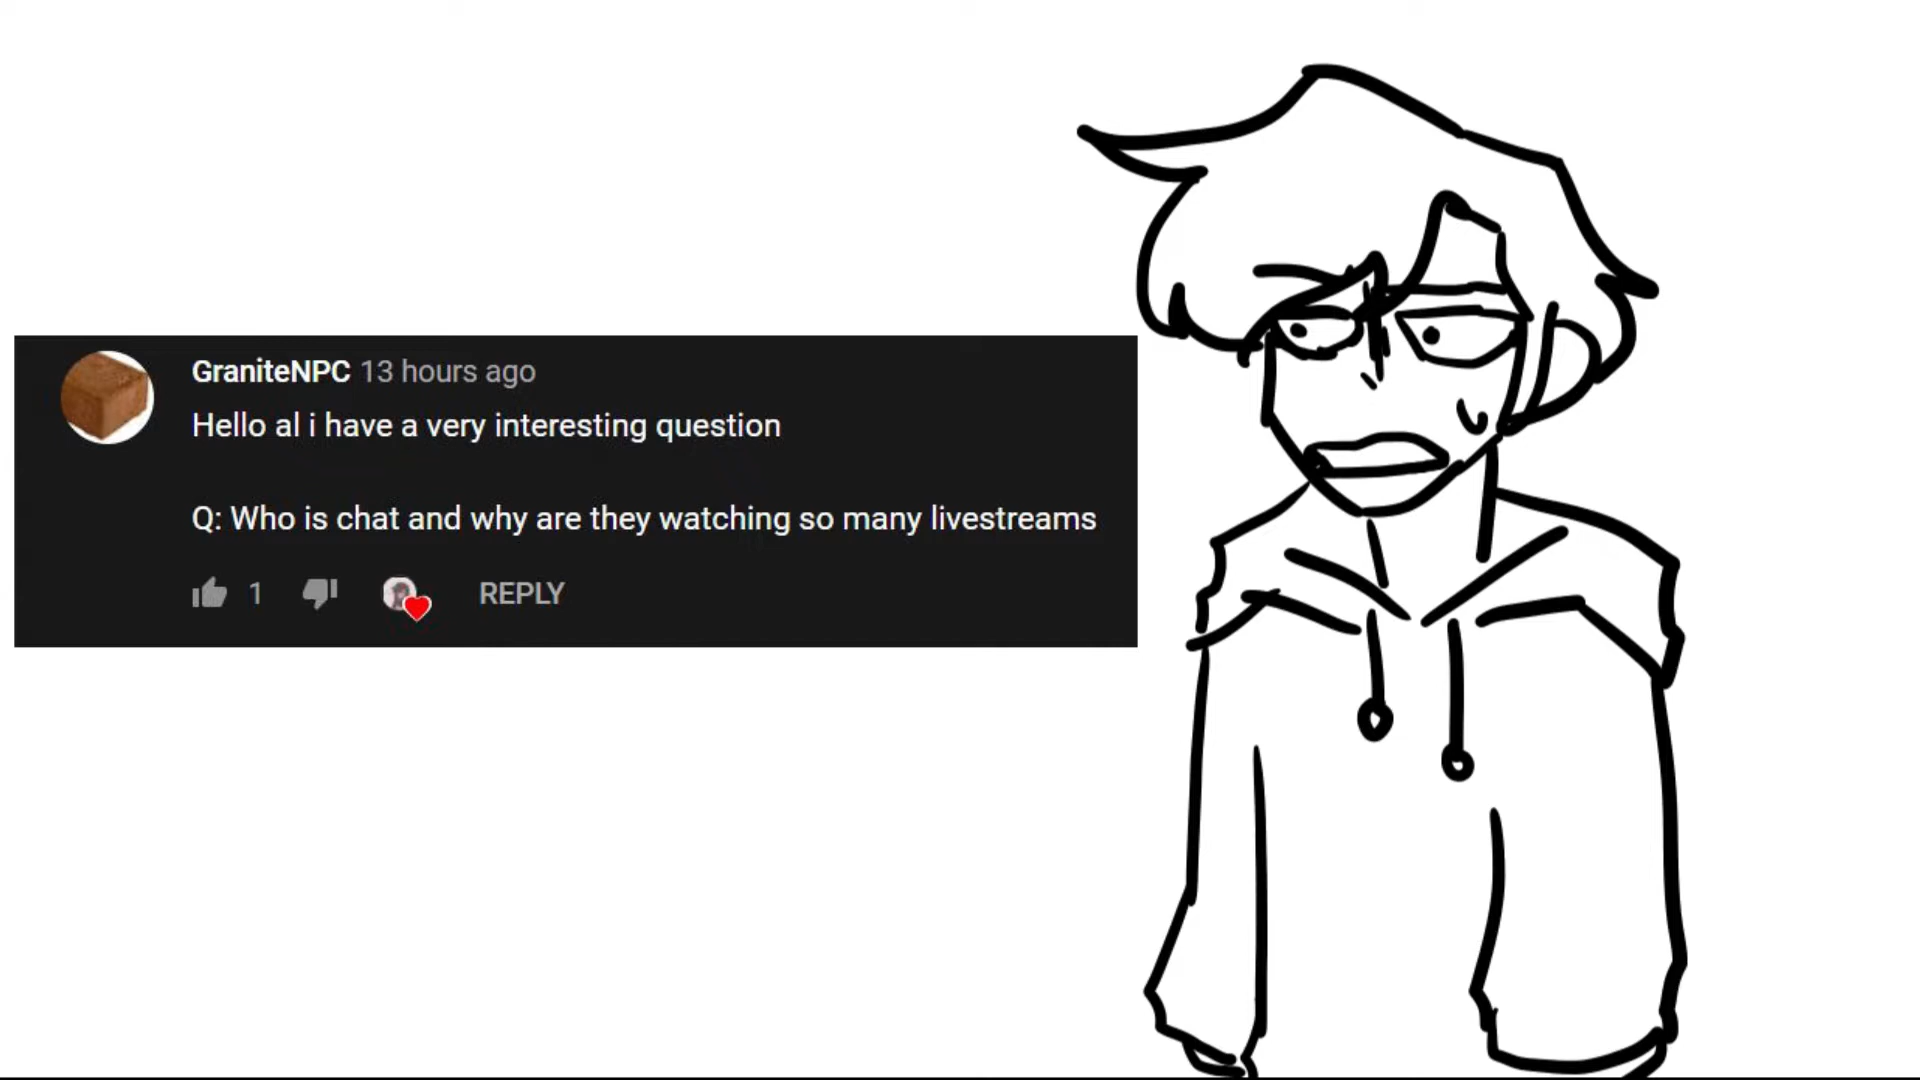 GraniteNPC 13 hours ago
Hello al i have a very interesting question
Q: Who is chat and why are they watching so many livestreams
1 REPLY